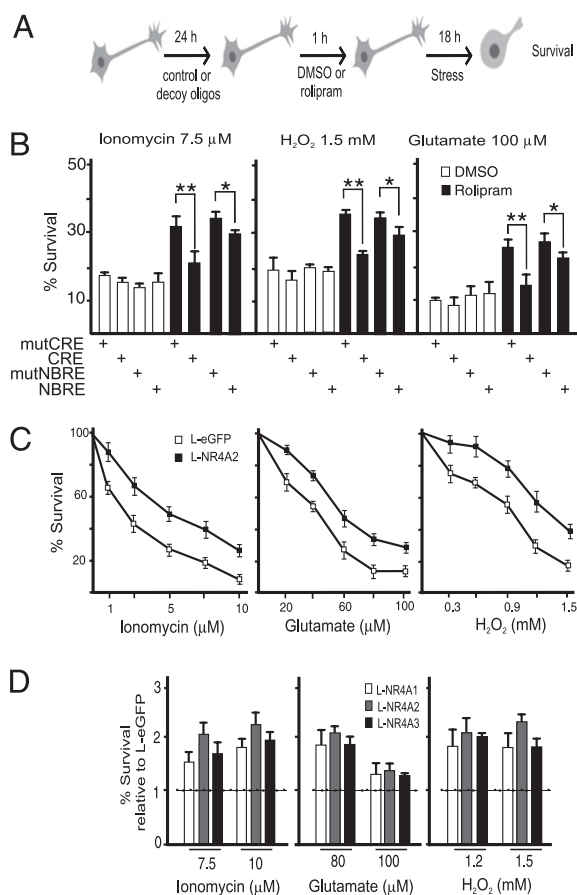 A
24 h
control or
decoy oligos
1 h
DMSO or
rolipram
18 h
Stress
Survival
B
Ionomycin 7.5 μM
H2O2 1.5 mM
Glutamate 100 μM
% Survival
50
30
10
** *
** *
** *
DMSO
Rolipram
mutCRE + + +
CRE + + + + + +
mutNBRE + + + + + +
NBRE + + + + + +
C
L-eGFP
L-NR4A2
% Survival
100
60
20
1 5 10
Ionomycin (μM)
20 60 100
Glutamate (μM)
0.3 0.9 1.5
H2O2 (mM)
D
L-NR4A1
L-NR4A2
L-NR4A3
% Survival
relative to L-eGFP
3
2
1
0
7.5 10
Ionomycin (μM)
80 100
Glutamate (μM)
1.2 1.5
H2O2 (μM)